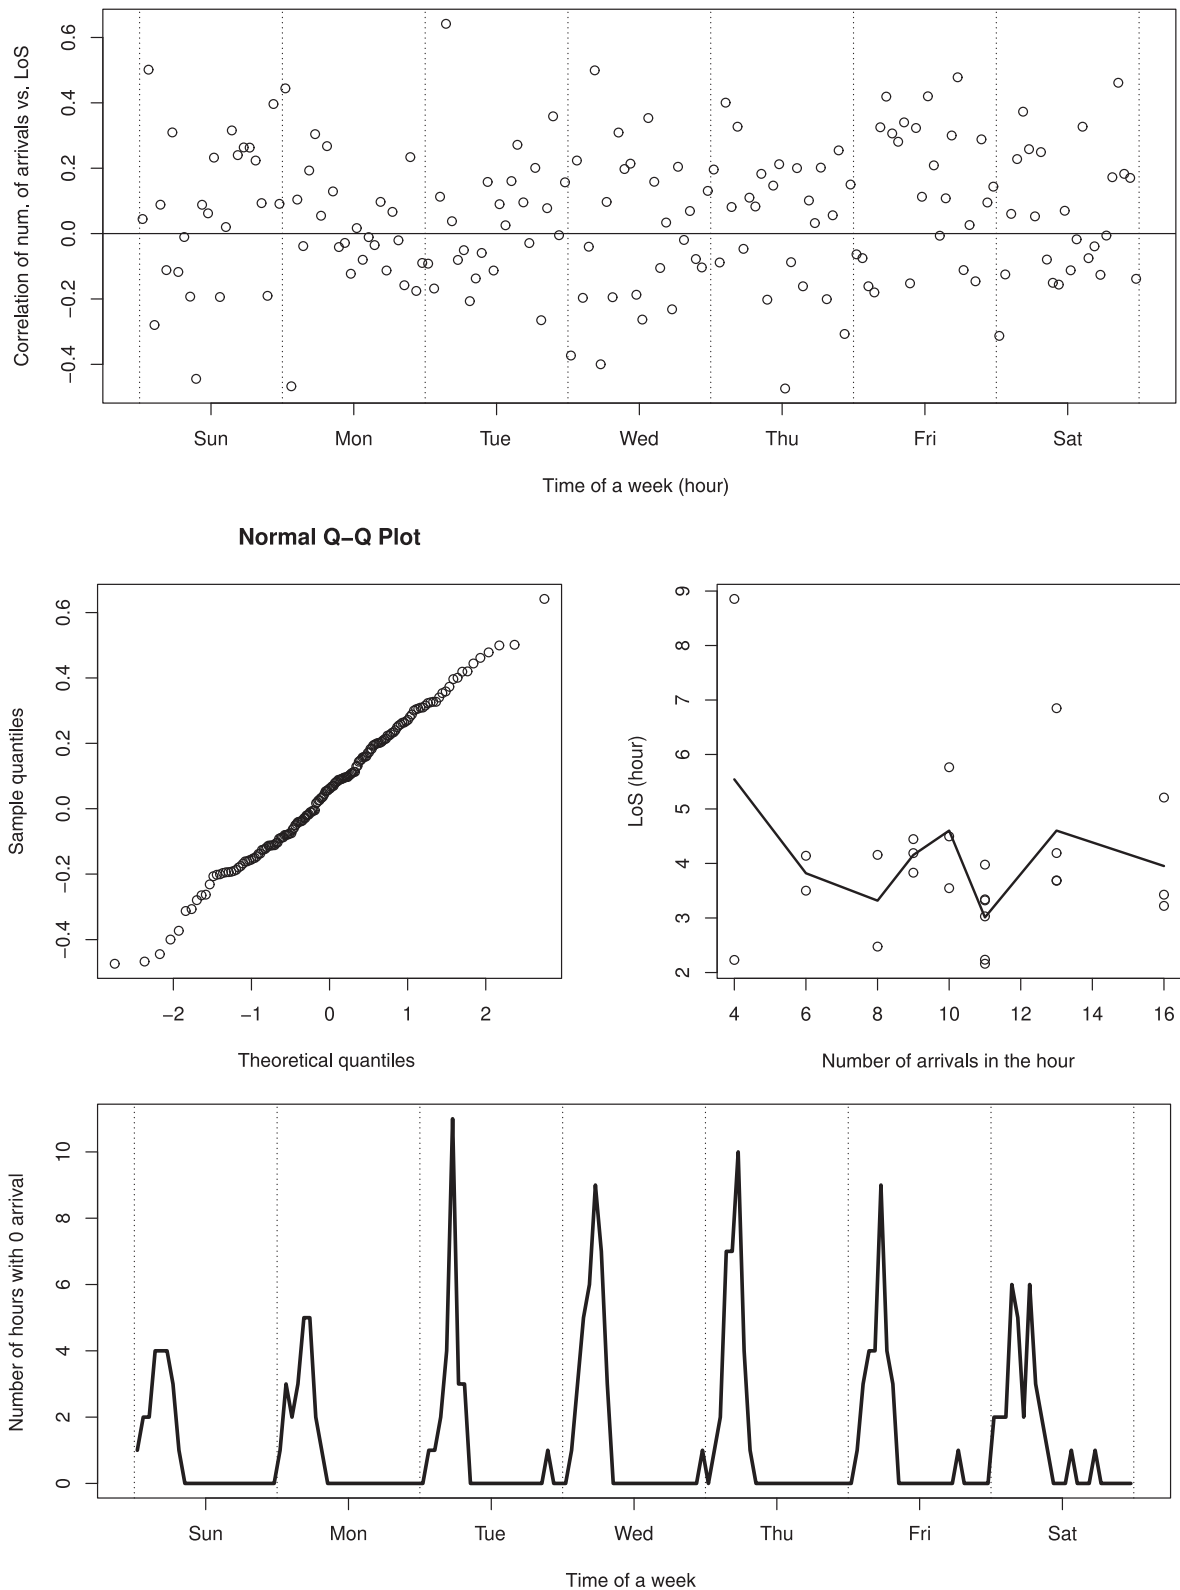 Correlation of num. of arrivals vs. LoS
0.6
0.4
0.2
0.0
−0.2
−0.4
Sun Mon Tue Wed Thu Fri Sat
Time of a week (hour)
Normal Q−Q Plot
Sample quantiles
0.6
0.4
0.2
0.0
−0.2
−0.4
−2 −1 0 1 2
Theoretical quantiles
LoS (hour)
9
8
7
6
5
4
3
2
4 6 8 10 12 14 16
Number of arrivals in the hour
Number of hours with 0 arrival
10
8
6
4
2
0
Sun Mon Tue Wed Thu Fri Sat
Time of a week